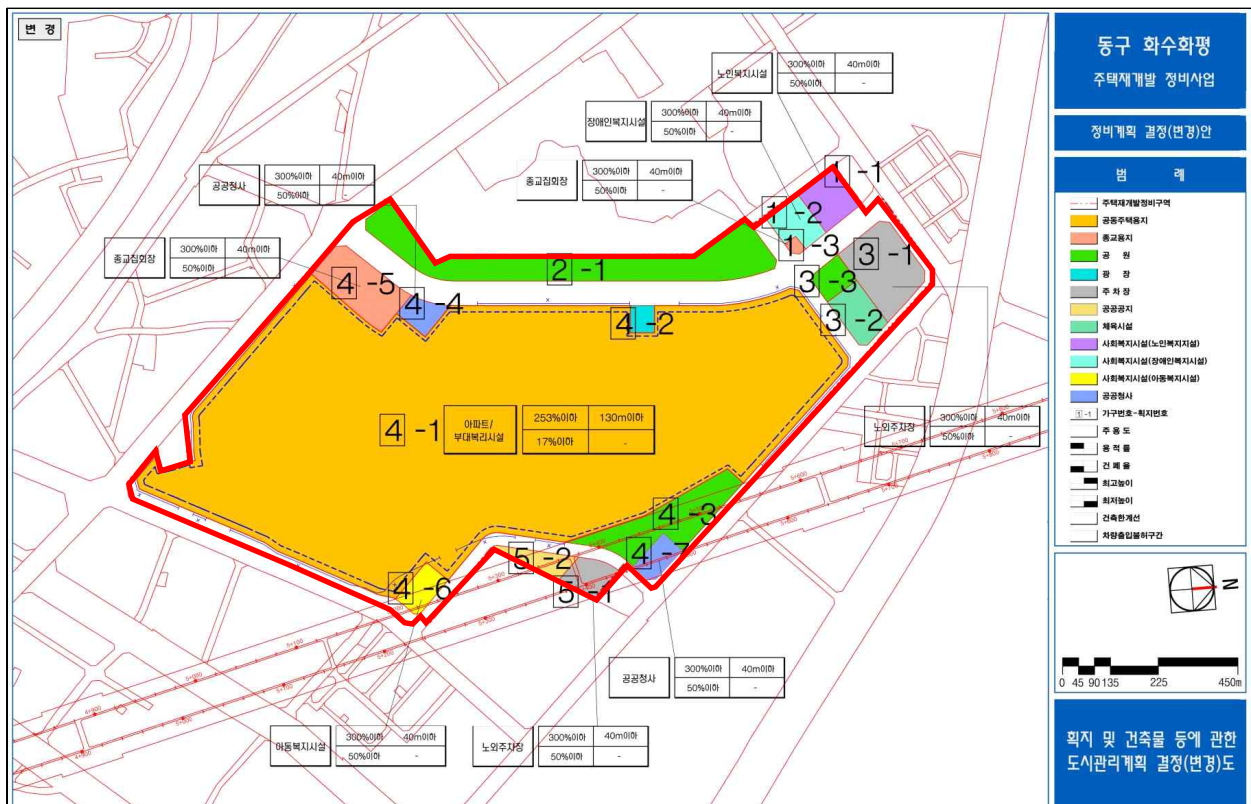 변 경
동구 화수화평
주택재개발 정비사업
정비계획 결정(변경)안
범 례
주택재개발정비구역
공동주택용지
종교용지
공 원
광 장
주 차 장
공공공지
체육시설
사회복지시설(노인복지시설)
사회복지시설(장애인복지시설)
사회복지시설(아동복지시설)
공공청사
1 -1 가구번호-획지번호
주 용 도
용 적 률
건 폐 율
최고높이
최저높이
건축한계선
차량출입불허구간
N
0 45 90 135 225 450m
획지 및 건축물 등에 관한
도시관리계획 결정(변경)도
노인복지시설 300%이하 40m이하
50%이하 -
장애인복지시설 300%이하 40m이하
50%이하 -
종교집회장 300%이하 40m이하
50%이하 -
공공청사 300%이하 40m이하
50%이하 -
종교집회장 300%이하 40m이하
50%이하 -
1 -1
1 -2
1 -3
2 -1
3 -1
3 -3
3 -2
4 -5
4 -4
4 -2
4 -1
아파트/
부대복리시설
253%이하 130m이하
17%이하 -
노외주차장 300%이하 40m이하
50%이하 -
4 -3
4 -7
5 -2
5 -1
4 -6
공공청사 300%이하 40m이하
50%이하 -
아동복지시설 300%이하 40m이하
50%이하 -
노외주차장 300%이하 40m이하
50%이하 -